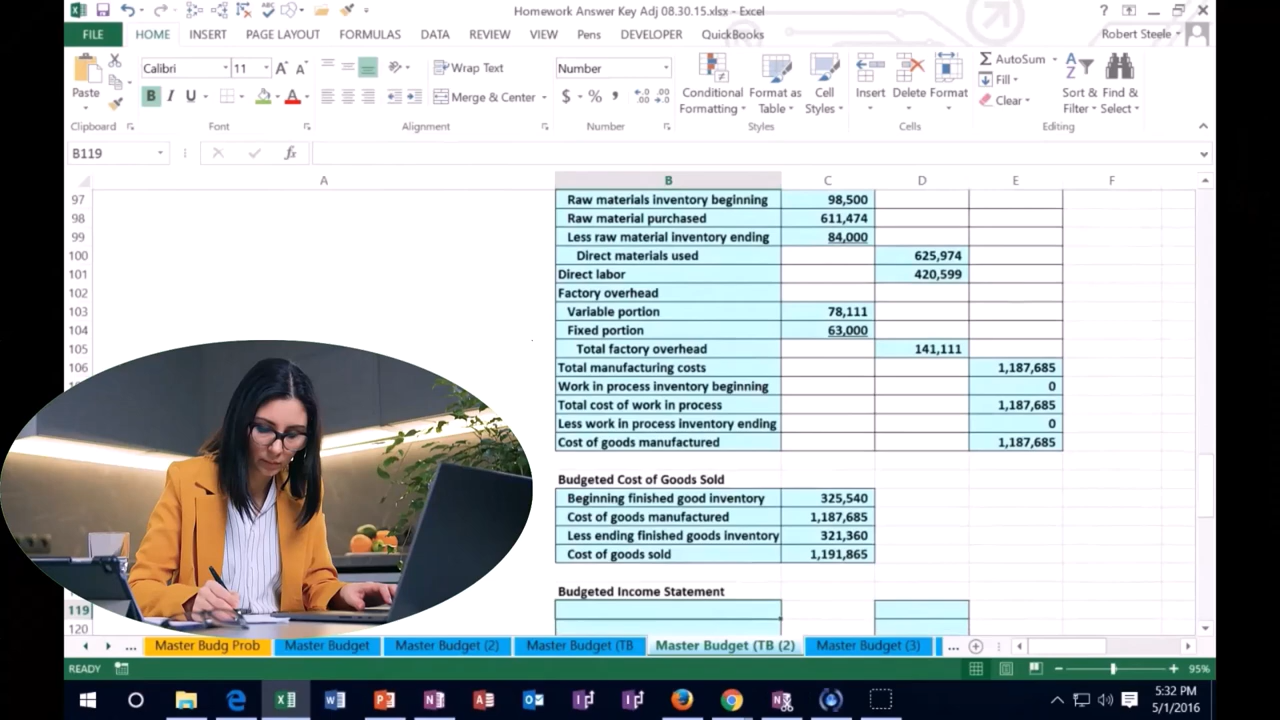 Homework Answer Key Adj 08.30.15.xlsx - Excel
FILE HOME INSERT PAGE LAYOUT FORMULAS DATA REVIEW VIEW Pens DEVELOPER QuickBooks Robert Steele
Calibri 11 Wrap Text Number AutoSum
Paste Merge & Center $ % Conditional Formatting Format as Table Cell Styles Insert Delete Format Fill Clear Sort & Filter Find & Select
B I U A
Clipboard Font Alignment Number Styles Cells Editing
B119 fx
A B C D E F
97 Raw materials inventory beginning 98,500
98 Raw material purchased 611,474
99 Less raw material inventory ending 84,000
100 Direct materials used 625,974
101 Direct labor 420,599
102 Factory overhead
103 Variable portion 78,111
104 Fixed portion 63,000
105 Total factory overhead 141,111
106 Total manufacturing costs 1,187,685
Work in process inventory beginning 0
Total cost of work in process 1,187,685
Less work in process inventory ending 0
Cost of goods manufactured 1,187,685
Budgeted Cost of Goods Sold
Beginning finished good inventory 325,540
Cost of goods manufactured 1,187,685
Less ending finished goods inventory 321,360
Cost of goods sold 1,191,865
Budgeted Income Statement
119
120
... Master Budg Prob Master Budget Master Budget (2) Master Budget (TB Master Budget (TB (2) Master Budget (3) ...
READY 95%
5:32 PM
5/1/2016